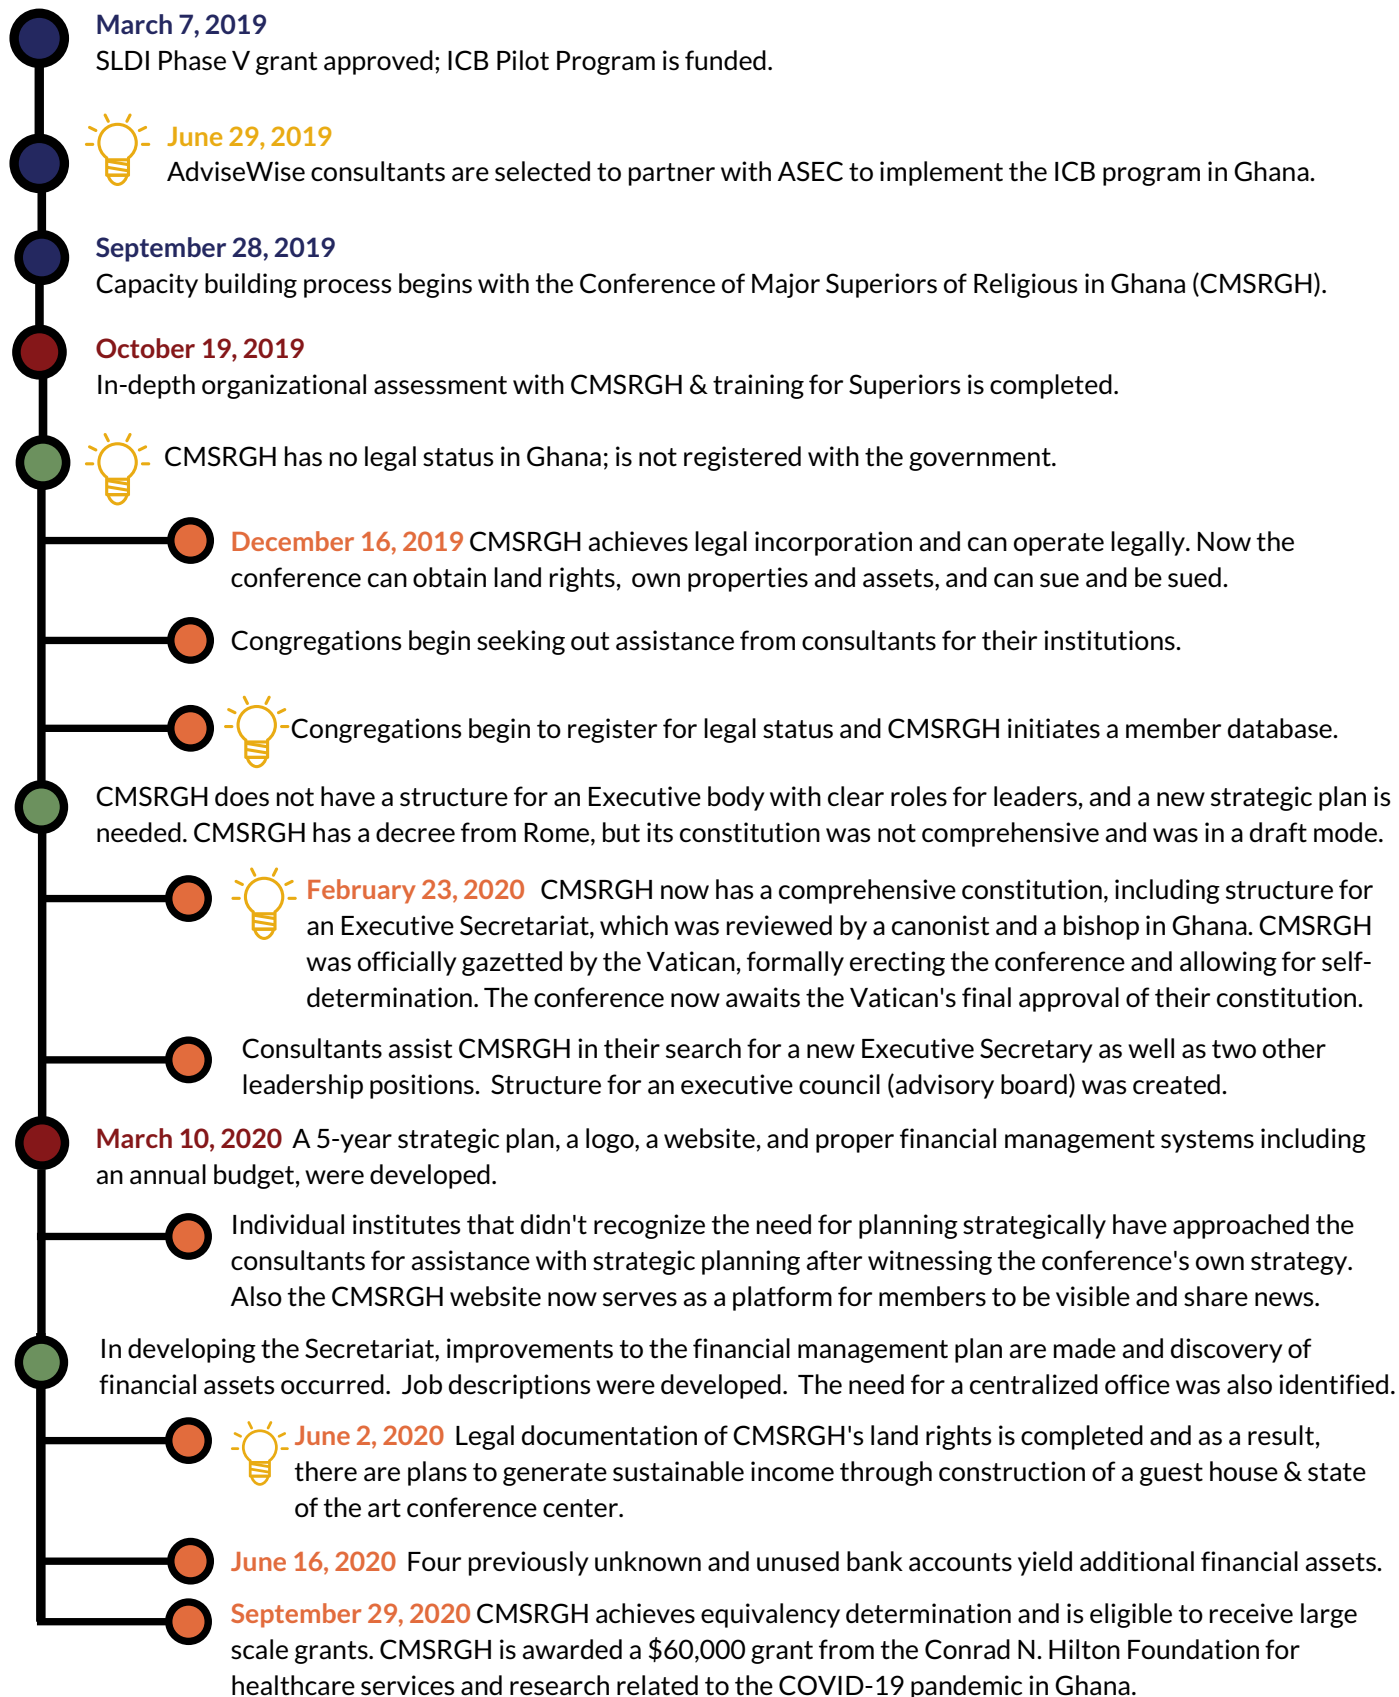 March 7, 2019
SLDI Phase V grant approved; ICB Pilot Program is funded.
June 29, 2019
AdviseWise consultants are selected to partner with ASEC to implement the ICB program in Ghana.
September 28, 2019
Capacity building process begins with the Conference of Major Superiors of Religious in Ghana (CMSRGH).
October 19, 2019
In-depth organizational assessment with CMSRGH & training for Superiors is completed.
CMSRGH has no legal status in Ghana; is not registered with the government.
December 16, 2019 CMSRGH achieves legal incorporation and can operate legally. Now the
conference can obtain land rights, own properties and assets, and can sue and be sued.
Congregations begin seeking out assistance from consultants for their institutions.
Congregations begin to register for legal status and CMSRGH initiates a member database.
CMSRGH does not have a structure for an Executive body with clear roles for leaders, and a new strategic plan is
needed. CMSRGH has a decree from Rome, but its constitution was not comprehensive and was in a draft mode.
February 23, 2020 CMSRGH now has a comprehensive constitution, including structure for
an Executive Secretariat, which was reviewed by a canonist and a bishop in Ghana. CMSRGH
was officially gazetted by the Vatican, formally erecting the conference and allowing for self-
determination. The conference now awaits the Vatican's final approval of their constitution.
Consultants assist CMSRGH in their search for a new Executive Secretary as well as two other
leadership positions. Structure for an executive council (advisory board) was created.
March 10, 2020 A 5-year strategic plan, a logo, a website, and proper financial management systems including
an annual budget, were developed.
Individual institutes that didn't recognize the need for planning strategically have approached the
consultants for assistance with strategic planning after witnessing the conference's own strategy.
Also the CMSRGH website now serves as a platform for members to be visible and share news.
In developing the Secretariat, improvements to the financial management plan are made and discovery of
financial assets occurred. Job descriptions were developed. The need for a centralized office was also identified.
June 2, 2020 Legal documentation of CMSRGH's land rights is completed and as a result,
there are plans to generate sustainable income through construction of a guest house & state
of the art conference center.
June 16, 2020 Four previously unknown and unused bank accounts yield additional financial assets.
September 29, 2020 CMSRGH achieves equivalency determination and is eligible to receive large
scale grants. CMSRGH is awarded a $60,000 grant from the Conrad N. Hilton Foundation for
healthcare services and research related to the COVID-19 pandemic in Ghana.